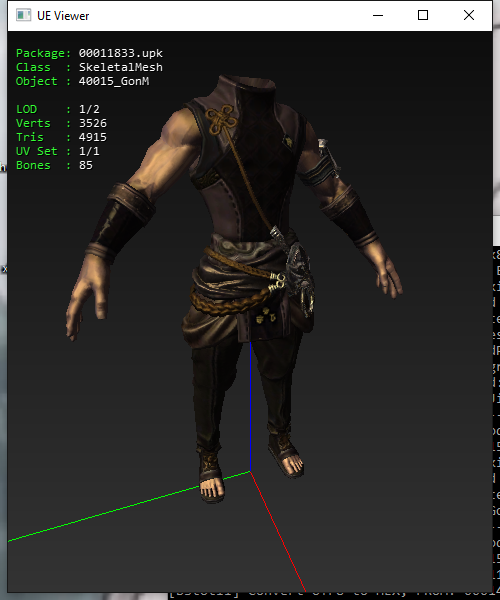 UE Viewer
Package: 00011833.upk
Class : SkeletalMesh
Object : 40015_GonM
LOD : 1/2
Verts : 3526
Tris : 4915
UV Set : 1/1
Bones : 85